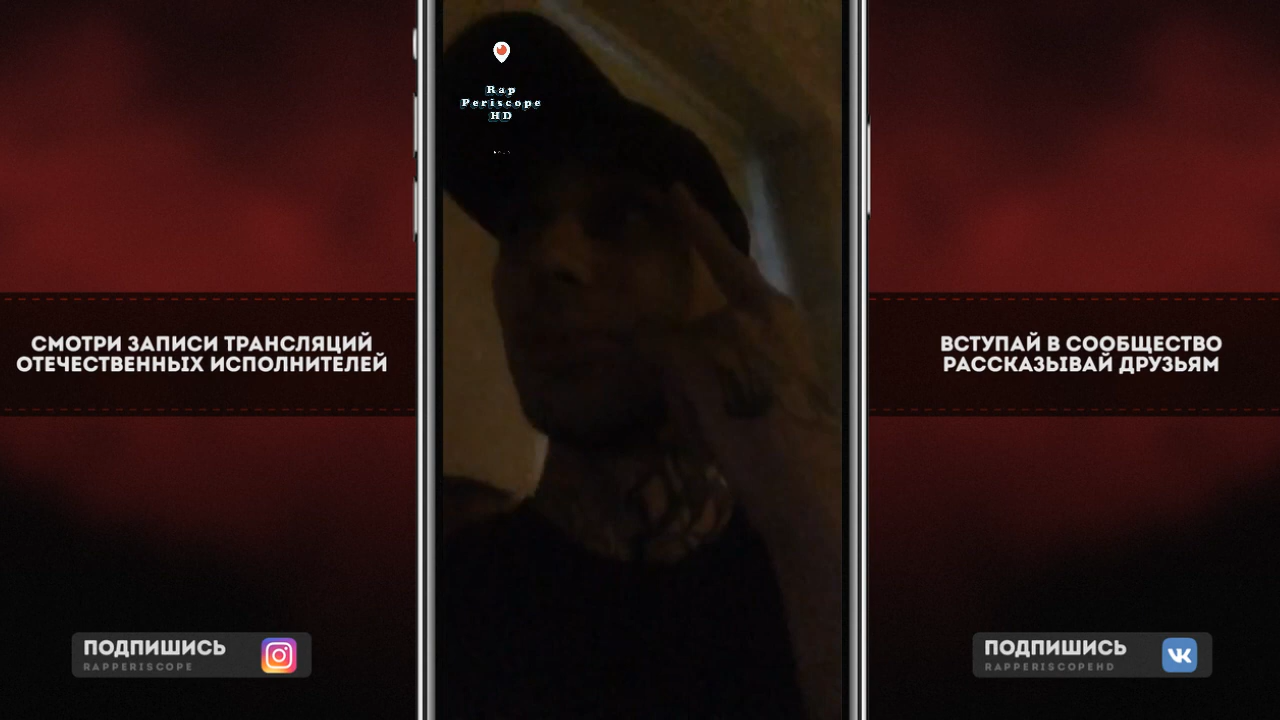 Rap
Periscope
HD
СМОТРИ ЗАПИСИ ТРАНСЛЯЦИЙ
ОТЕЧЕСТВЕННЫХ ИСПОЛНИТЕЛЕЙ
ВСТУПАЙ В СООБЩЕСТВО
РАССКАЗЫВАЙ ДРУЗЬЯМ
ПОДПИШИСЬ
RAPPERISCOPE
ПОДПИШИСЬ
RAPPERISCOPEHD